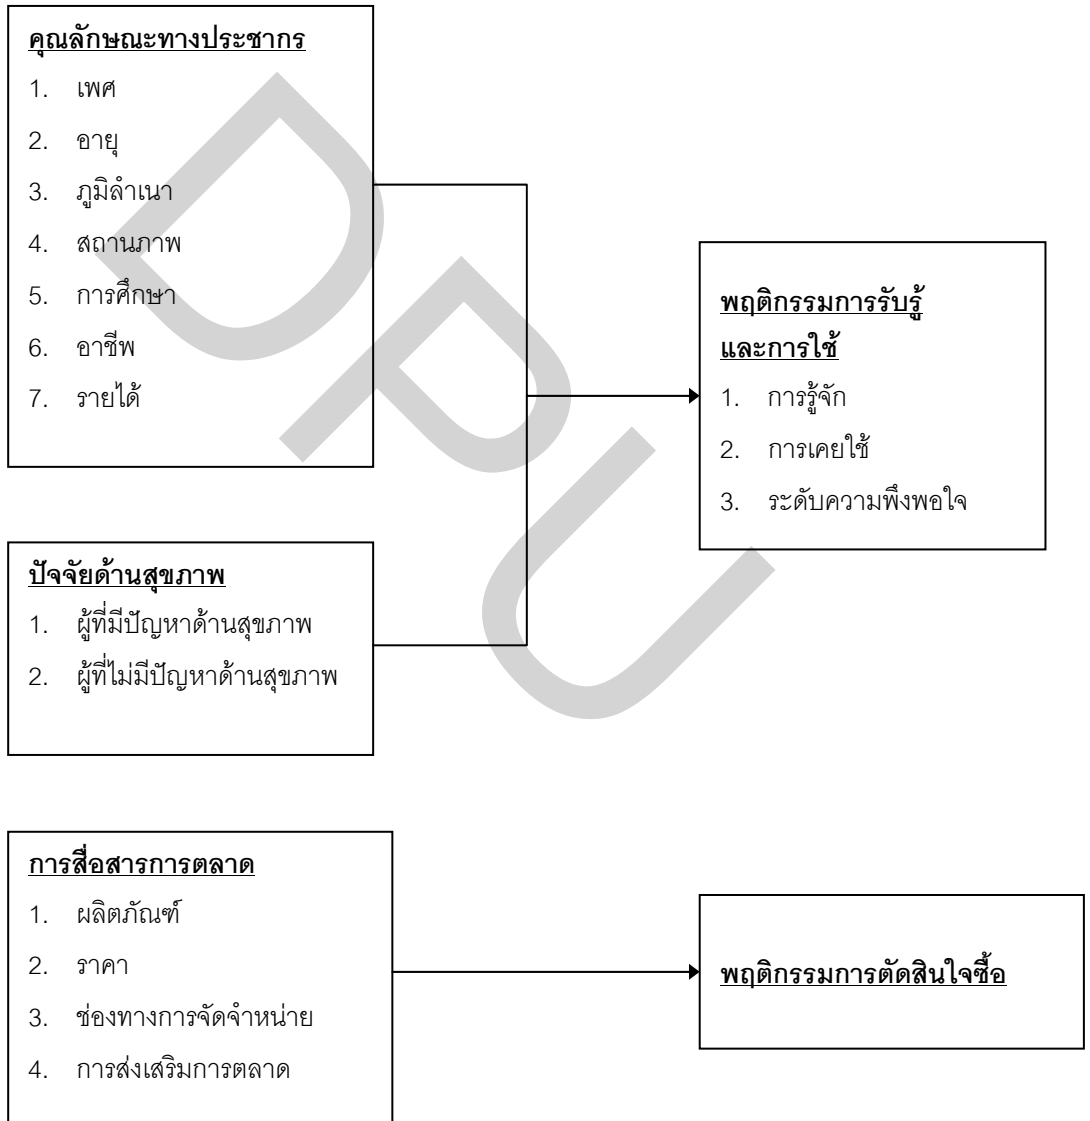 คุณลักษณะทางประชากร
1. เพศ
2. อายุ
3. ภูมิลำเนา
4. สถานภาพ
5. การศึกษา
6. อาชีพ
7. รายได้
ปัจจัยด้านสุขภาพ
1. ผู้ที่มีปัญหาด้านสุขภาพ
2. ผู้ที่ไม่มีปัญหาด้านสุขภาพ
พฤติกรรมการรับรู้
และการใช้
1. การรู้จัก
2. การเคยใช้
3. ระดับความพึงพอใจ
การสื่อสารการตลาด
1. ผลิตภัณฑ์
2. ราคา
3. ช่องทางการจัดจำหน่าย
4. การส่งเสริมการตลาด
พฤติกรรมการตัดสินใจซื้อ
DPU